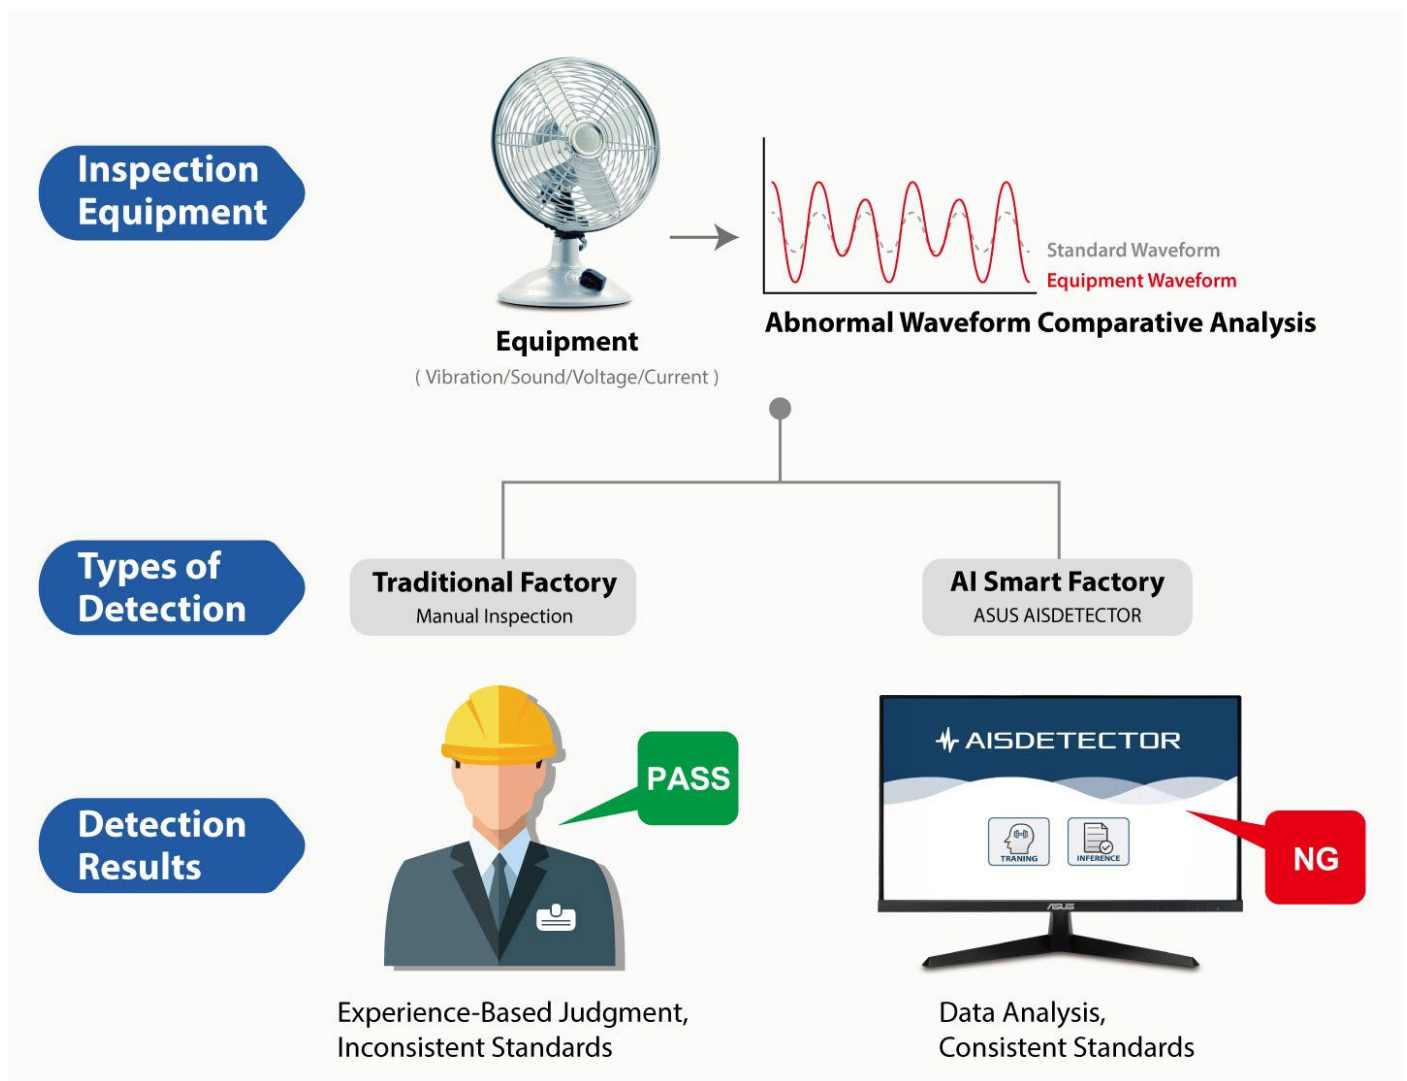 Inspection
Equipment
Standard Waveform
Equipment Waveform
Abnormal Waveform Comparative Analysis
Equipment
( Vibration/Sound/Voltage/Current )
Types of
Detection
Traditional Factory
Manual Inspection
AI Smart Factory
ASUS AISDETECTOR
Detection
Results
PASS
AISDETECTOR
TRANING
INFERENCE
NG
ASUS
Experience-Based Judgment,
Inconsistent Standards
Data Analysis,
Consistent Standards